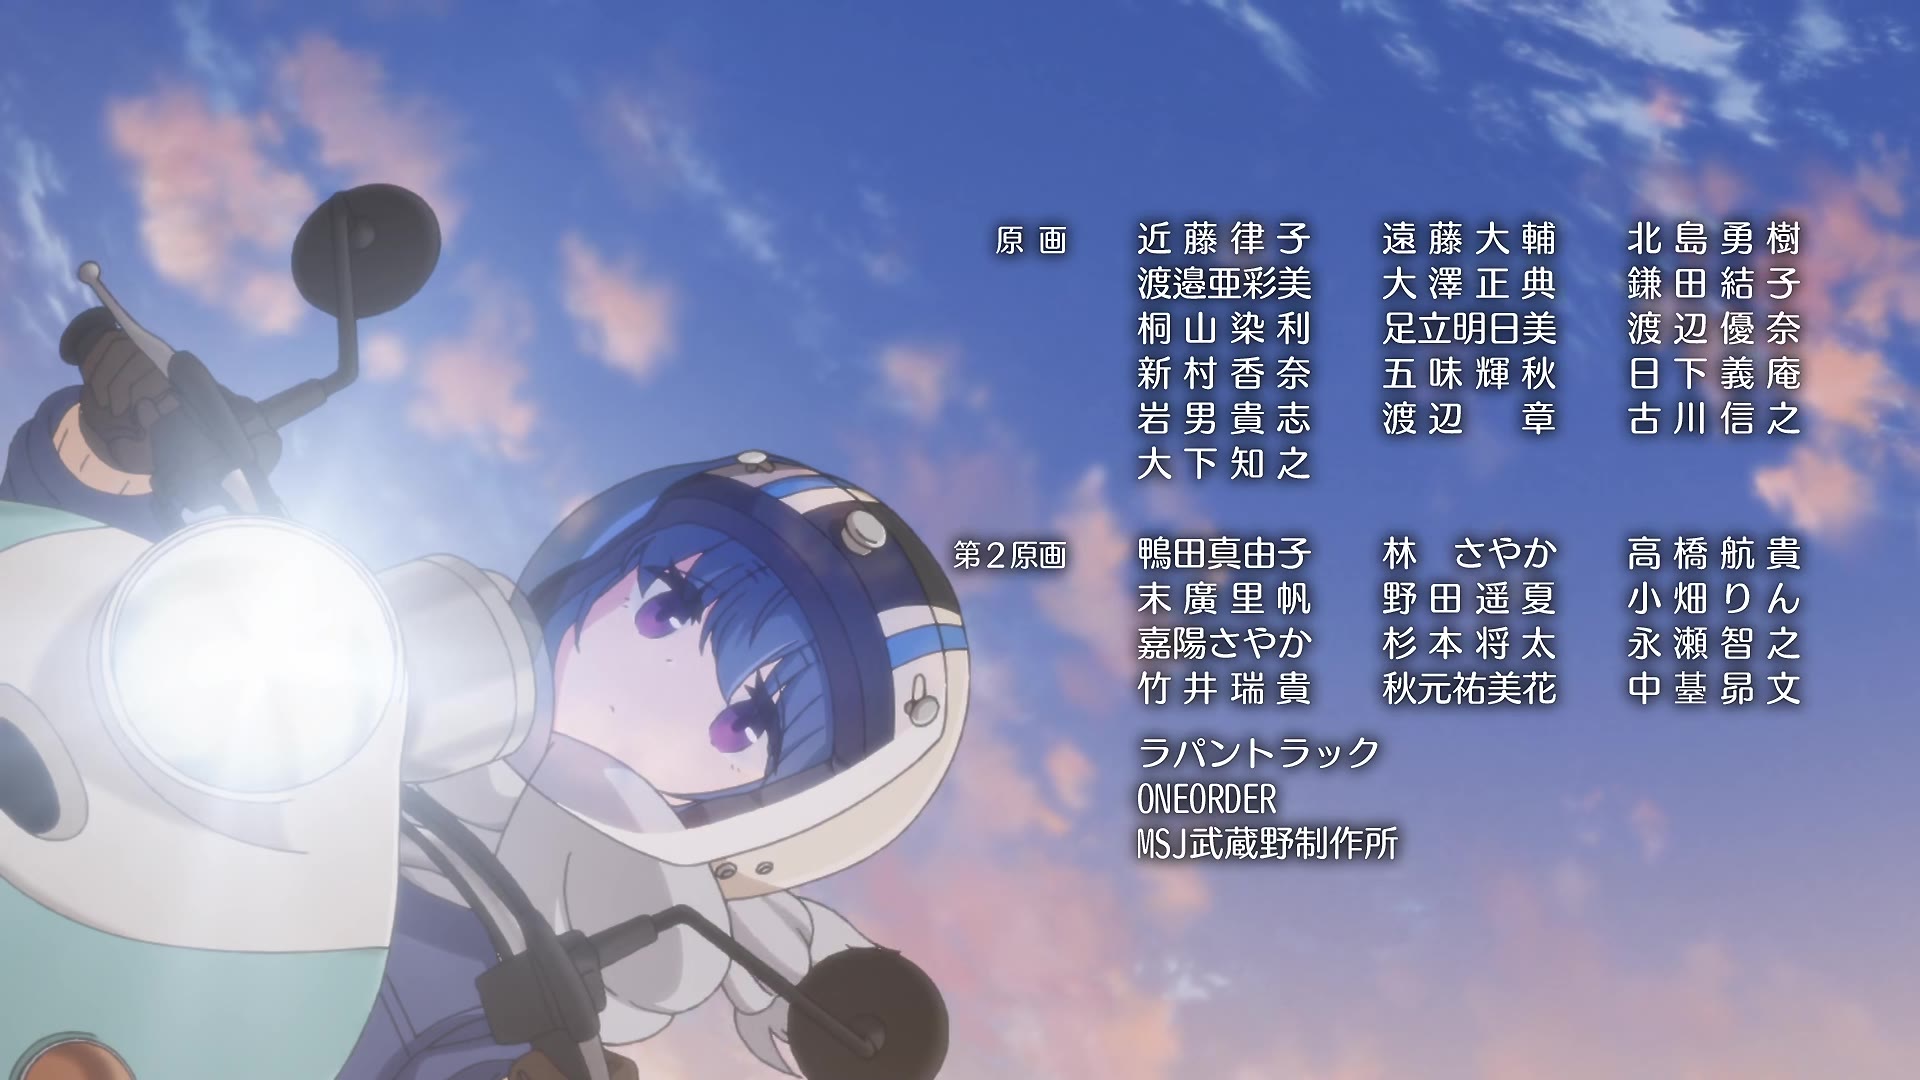 原画 近藤律子 遠藤大輔 北島勇樹
渡邉亜彩美 大澤正典 鎌田結子
桐山染利 足立明日美 渡辺優奈
新村香奈 五味輝秋 日下義庵
岩男貴志 渡辺 章 古川信之
大下知之
第2原画 鴨田真由子 林 さやか 高橋航貴
末廣里帆 野田遥夏 小畑りん
嘉陽さやか 杉本将太 永瀬智之
竹井瑞貴 秋元祐美花 中䑓昴文
ラパントラック
ONEORDER
MSJ武蔵野制作所